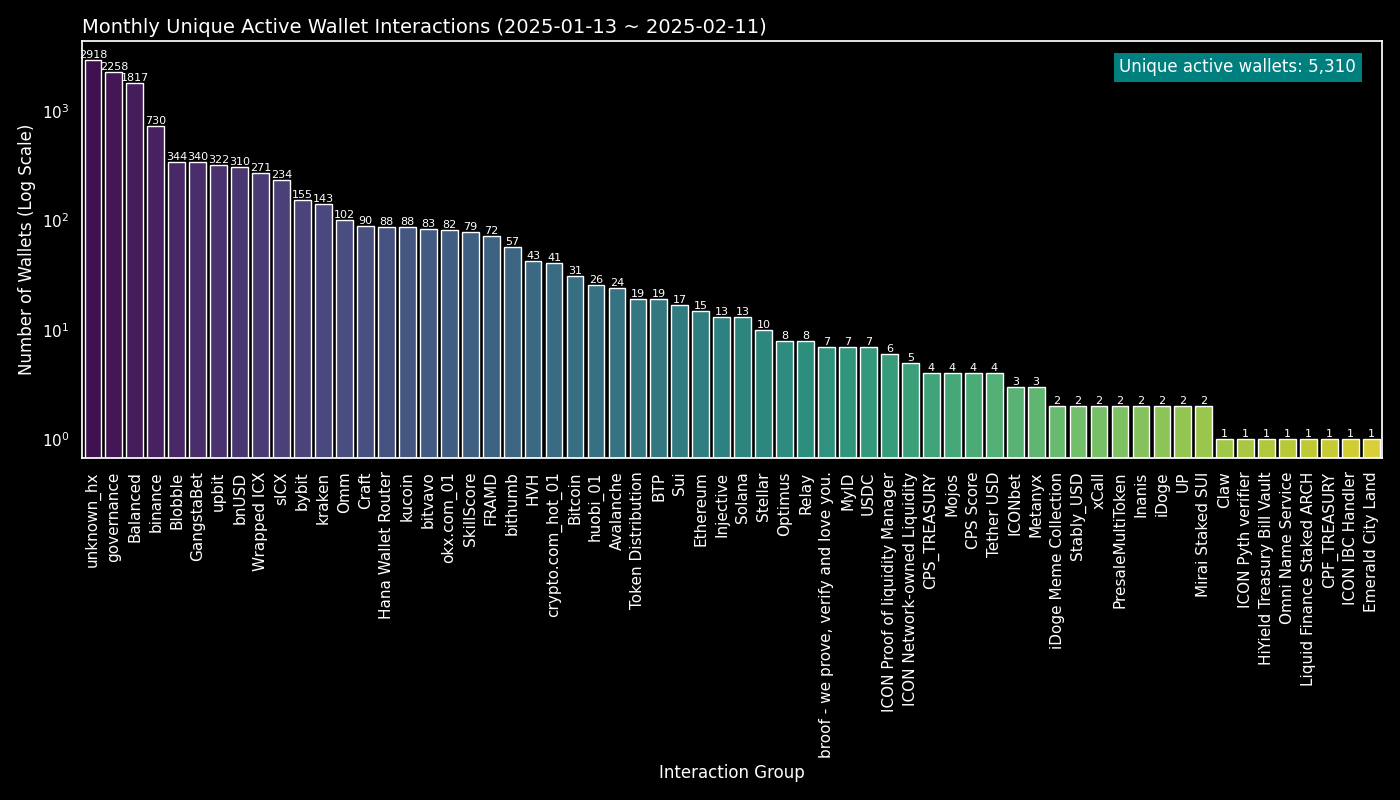 Monthly Unique Active Wallet Interactions (2025-01-13 ~ 2025-02-11)
Unique active wallets: 5,310
Number of Wallets (Log Scale)
10³
10²
10¹
10⁰
2918
2258
1817
730
344
340
322
310
271
234
155
143
102
90
88
88
83
82
79
72
57
43
41
31
26
24
19
19
17
15
13
13
10
8
8
7
7
7
6
5
4
4
4
4
3
3
2
2
2
2
2
2
2
2
1
1
1
1
1
1
1
1
unknown_hx
governance
Balanced
binance
Blobble
GangstaBet
upbit
bnUSD
Wrapped ICX
sICX
bybit
kraken
Omm
Craft
Hana Wallet Router
kucoin
bitvavo
okx.com_01
SkillScore
FRAMD
bithumb
HVH
crypto.com_hot_01
Bitcoin
huobi_01
Avalanche
Token Distribution
BTP
Sui
Ethereum
Injective
Solana
Stellar
Optimus
Relay
broof - we prove, verify and love you.
MyID
USDC
ICON Proof of liquidity Manager
ICON Network-owned Liquidity
CPS_TREASURY
Mojos
CPS Score
Tether USD
ICONbet
Metanyx
iDoge Meme Collection
Stably_USD
xCall
PresaleMultiToken
Inanis
iDoge
UP
Mirai Staked SUI
Claw
ICON Pyth verifier
HiYield Treasury Bill Vault
Omni Name Service
Liquid Finance Staked ARCH
CPF_TREASURY
ICON IBC Handler
Emerald City Land
Interaction Group